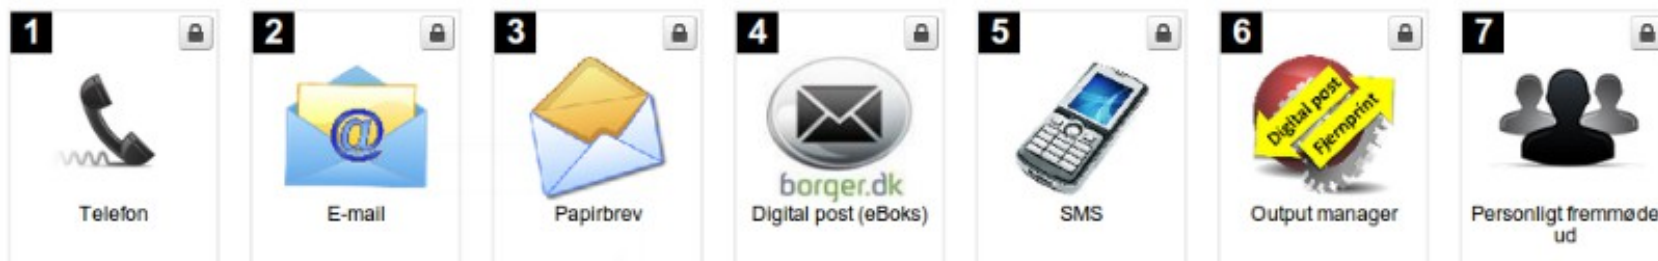 1 2 3 4 5 6 7
@
Digital post
Fjernprint
borger.dk
Telefon
E-mail
Papirbrev
Digital post (eBoks)
SMS
Output manager
Personligt fremmøde
ud